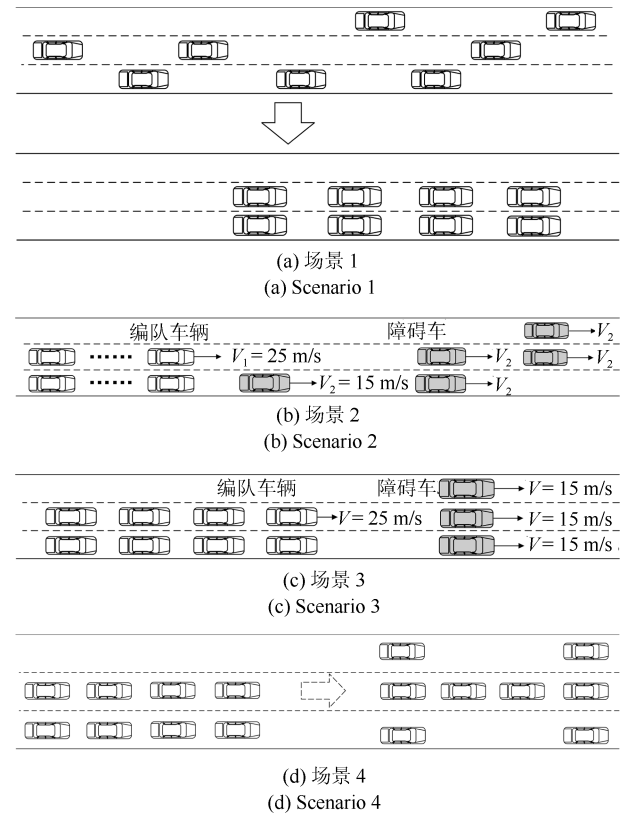 (a) 场景 1
(a) Scenario 1
编队车辆 障碍车
V₂
V₁ = 25 m/s V₂ V₂
V₂ = 15 m/s V₂
(b) 场景 2
(b) Scenario 2
编队车辆 障碍车 V = 15 m/s
V = 25 m/s V = 15 m/s
V = 15 m/s
(c) 场景 3
(c) Scenario 3
(d) 场景 4
(d) Scenario 4